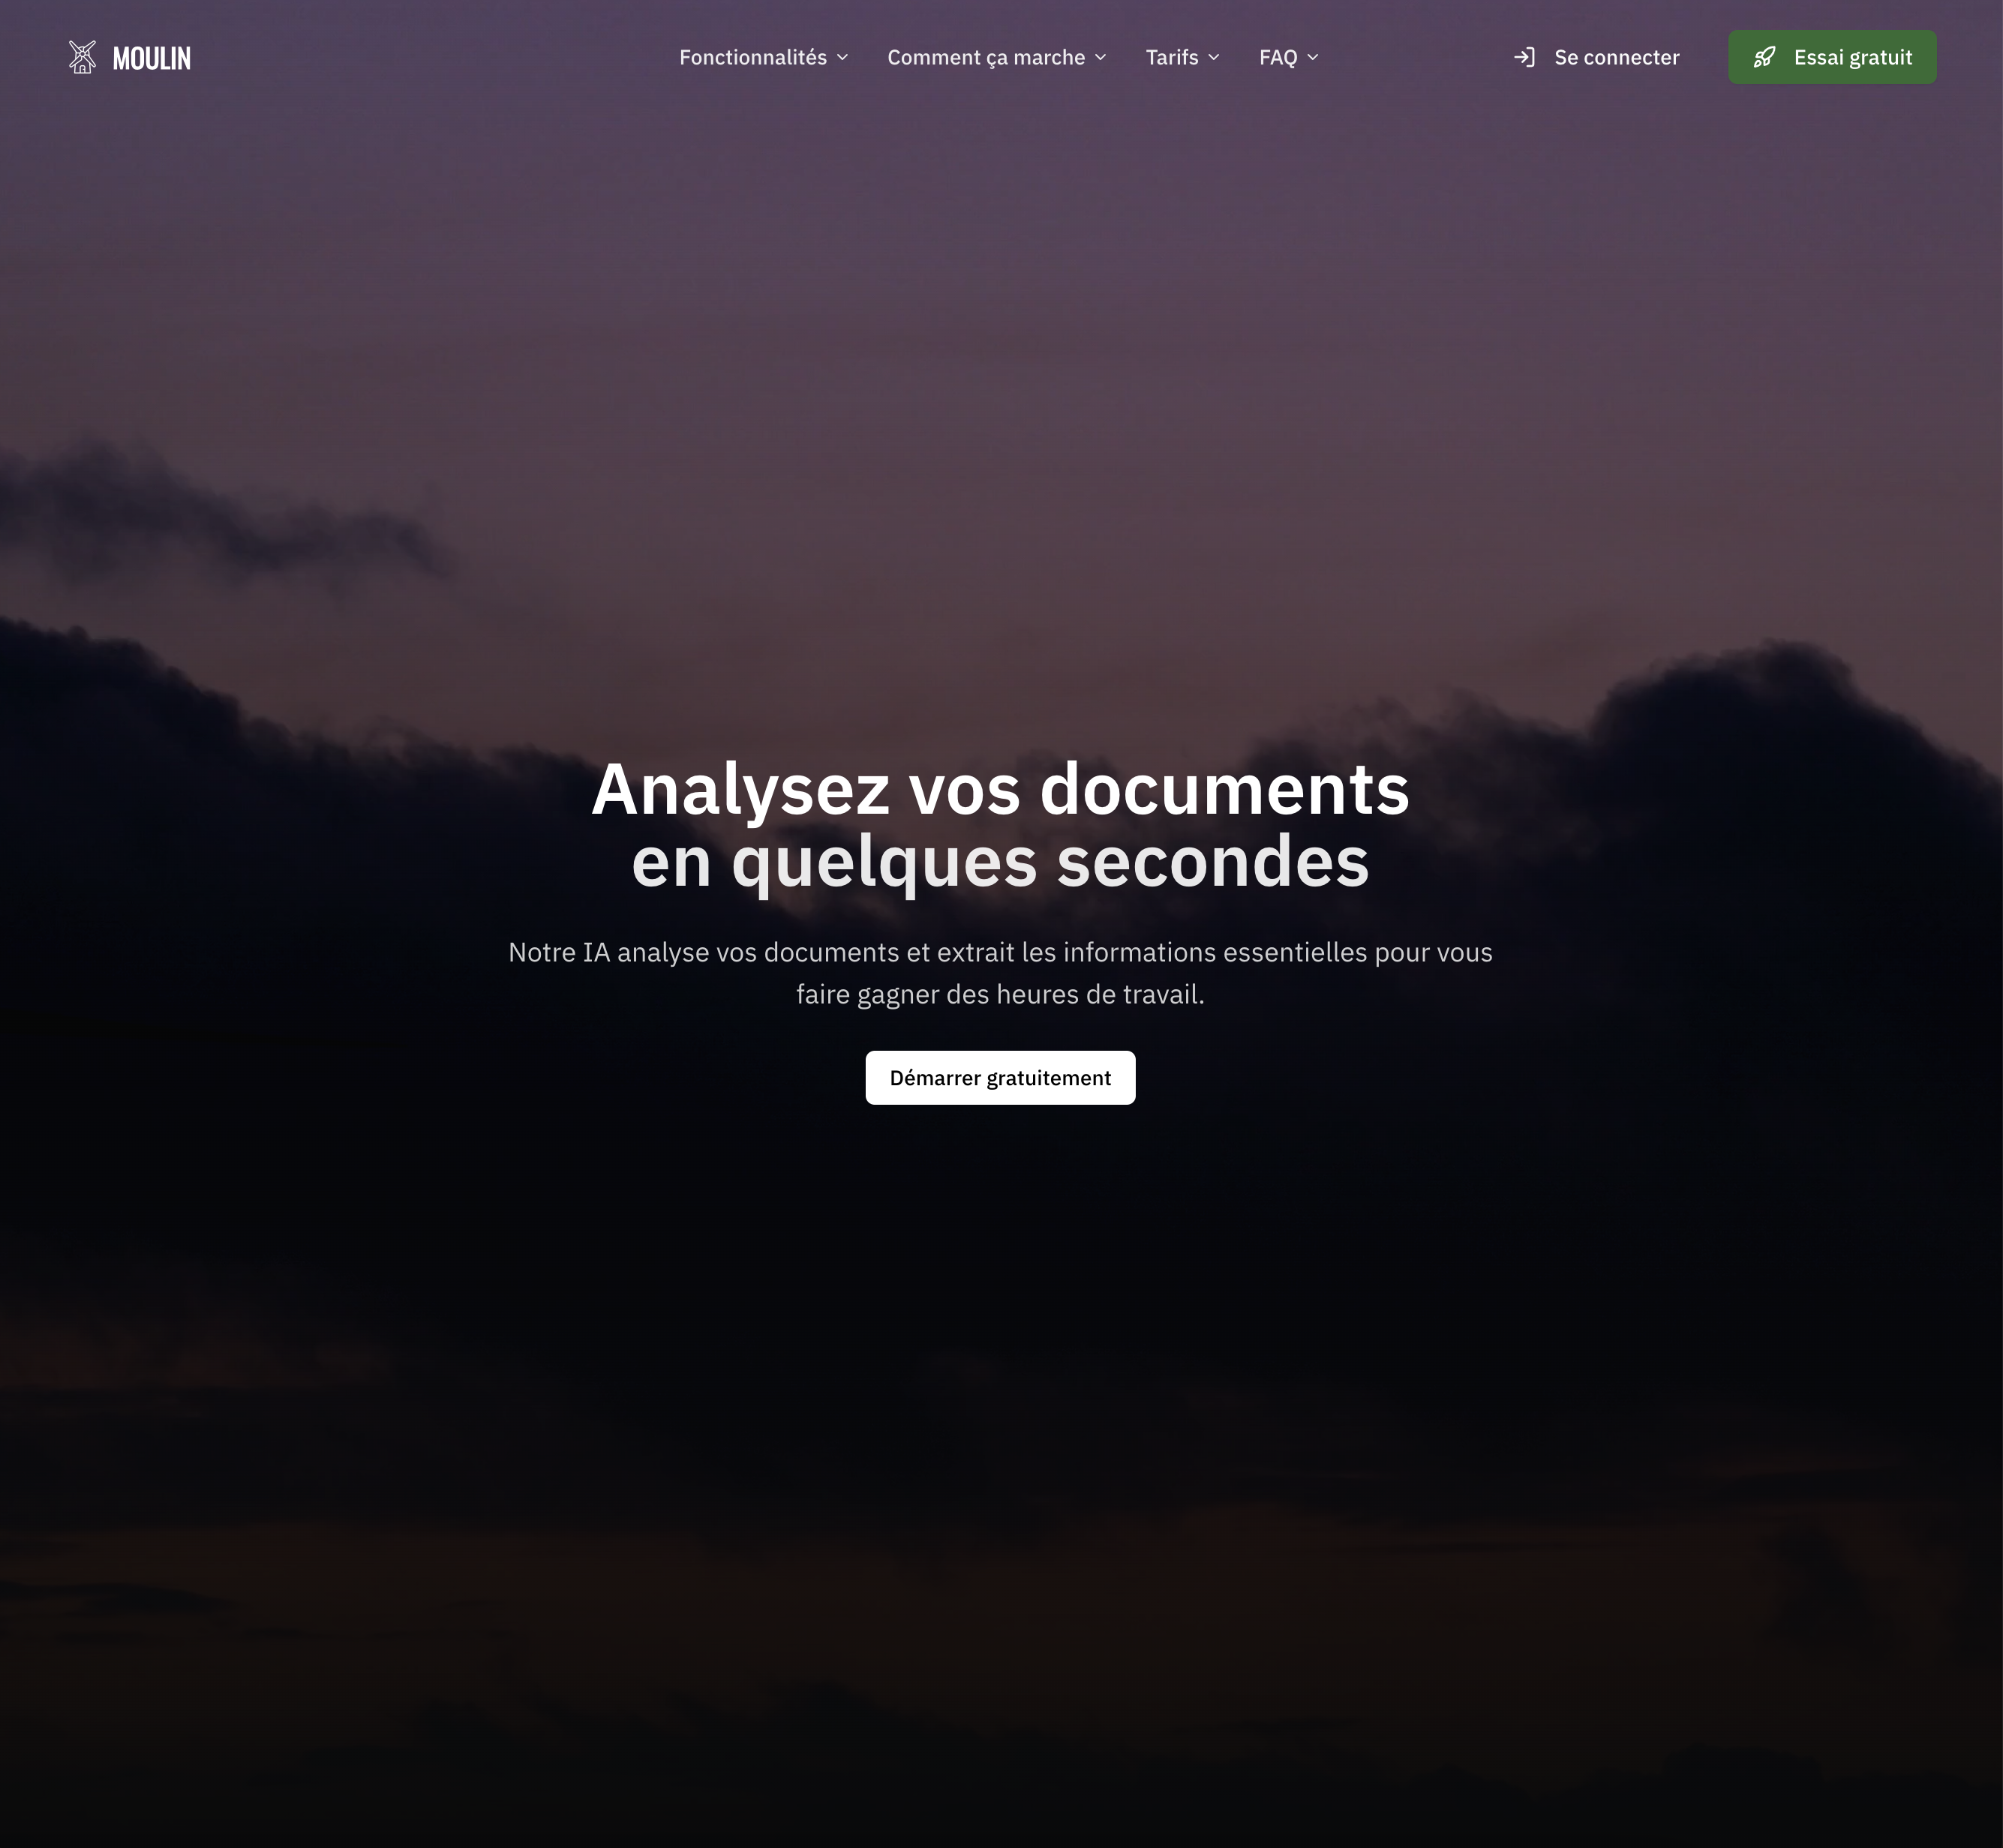 MOULIN
Fonctionnalités
Comment ça marche
Tarifs
FAQ
Se connecter
Essai gratuit
Analysez vos documents
en quelques secondes
Notre IA analyse vos documents et extrait les informations essentielles pour vous
faire gagner des heures de travail.
Démarrer gratuitement